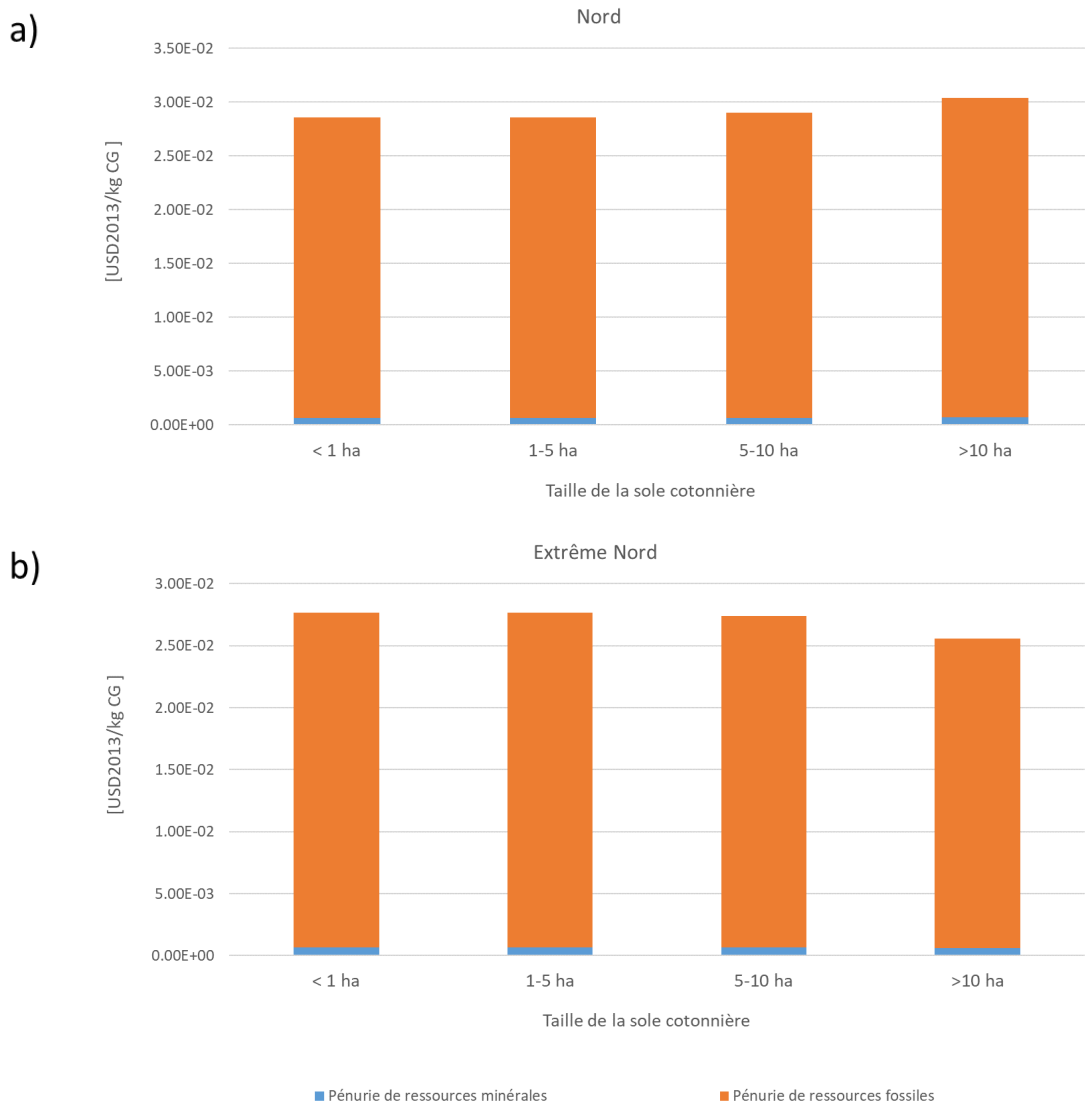 a)
Nord
3.50E-02
3.00E-02
2.50E-02
2.00E-02
1.50E-02
1.00E-02
5.00E-03
0.00E+00
[USD2013/kg CG ]
< 1 ha
1-5 ha
5-10 ha
>10 ha
Taille de la sole cotonnière
b)
Extrême Nord
3.00E-02
2.50E-02
2.00E-02
1.50E-02
1.00E-02
5.00E-03
0.00E+00
[USD2013/kg CG ]
< 1 ha
1-5 ha
5-10 ha
>10 ha
Taille de la sole cotonnière
Pénurie de ressources minérales
Pénurie de ressources fossiles